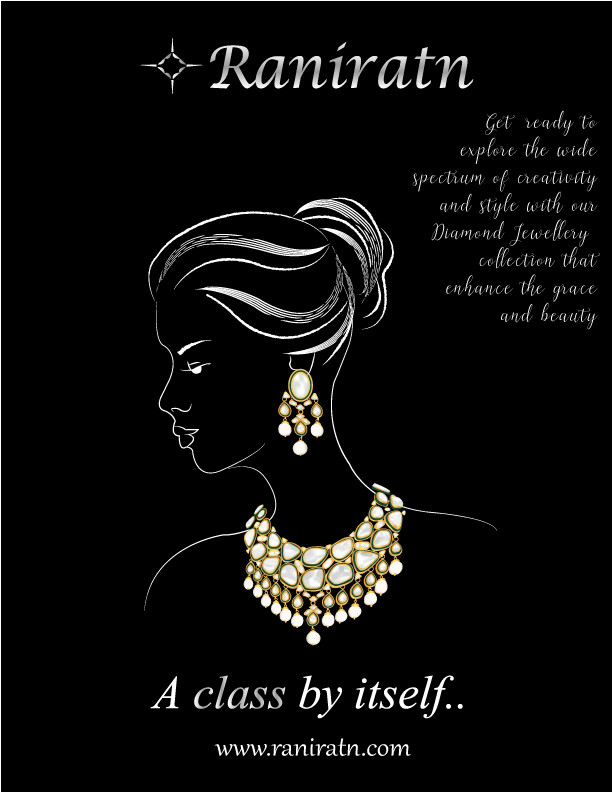 Raniratn
Get ready to
explore the wide
spectrum of creativity
and style with our
Diamond Jewellery
collection that
enhance the grace
and beauty
A class by itself..
www.raniratn.com